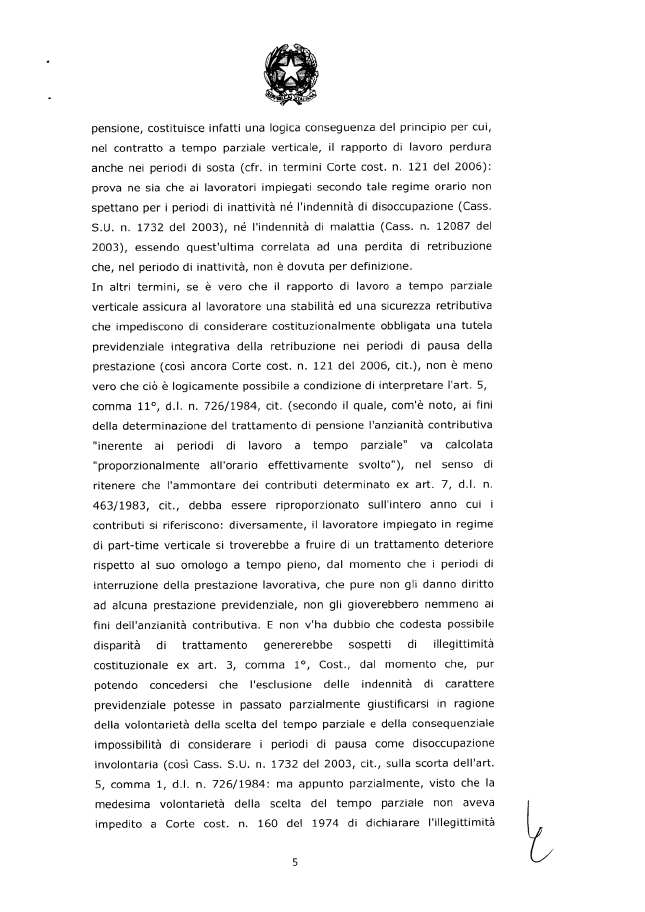 pensione, costituisce infatti una logica conseguenza del principio per cui,
nel contratto a tempo parziale verticale, il rapporto di lavoro perdura
anche nei periodi di sosta (cfr. in termini Corte cost. n. 121 del 2006):
prova ne sia che ai lavoratori impiegati secondo tale regime orario non
spettano per i periodi di inattività né l'indennità di disoccupazione (Cass.
S.U. n. 1732 del 2003), né l'indennità di malattia (Cass. n. 12087 del
2003), essendo quest'ultima correlata ad una perdita di retribuzione
che, nel periodo di inattività, non è dovuta per definizione.
In altri termini, se è vero che il rapporto di lavoro a tempo parziale
verticale assicura al lavoratore una stabilità ed una sicurezza retributiva
che impediscono di considerare costituzionalmente obbligata una tutela
previdenziale integrativa della retribuzione nei periodi di pausa della
prestazione (così ancora Corte cost. n. 121 del 2006, cit.), non è meno
vero che ciò è logicamente possibile a condizione di interpretare l'art. 5,
comma 11°, d.l. n. 726/1984, cit. (secondo il quale, com'è noto, ai fini
della determinazione del trattamento di pensione l'anzianità contributiva
"inerente ai periodi di lavoro a tempo parziale" va calcolata
"proporzionalmente all'orario effettivamente svolto"), nel senso di
ritenere che l'ammontare dei contributi determinato ex art. 7, d.l. n.
463/1983, cit., debba essere riproporzionato sull'intero anno cui i
contributi si riferiscono: diversamente, il lavoratore impiegato in regime
di part-time verticale si troverebbe a fruire di un trattamento deteriore
rispetto al suo omologo a tempo pieno, dal momento che i periodi di
interruzione della prestazione lavorativa, che pure non gli danno diritto
ad alcuna prestazione previdenziale, non gli gioverebbero nemmeno ai
fini dell'anzianità contributiva. E non v'ha dubbio che codesta possibile
disparità di trattamento genererebbe sospetti di illegittimità
costituzionale ex art. 3, comma 1°, Cost., dal momento che, pur
potendo concedersi che l'esclusione delle indennità di carattere
previdenziale potesse in passato parzialmente giustificarsi in ragione
della volontarietà della scelta del tempo parziale e della consequenziale
impossibilità di considerare i periodi di pausa come disoccupazione
involontaria (così Cass. S.U. n. 1732 del 2003, cit., sulla scorta dell'art.
5, comma 1, d.l. n. 726/1984: ma appunto parzialmente, visto che la
medesima volontarietà della scelta del tempo parziale non aveva
impedito a Corte cost. n. 160 del 1974 di dichiarare l'illegittimità
5